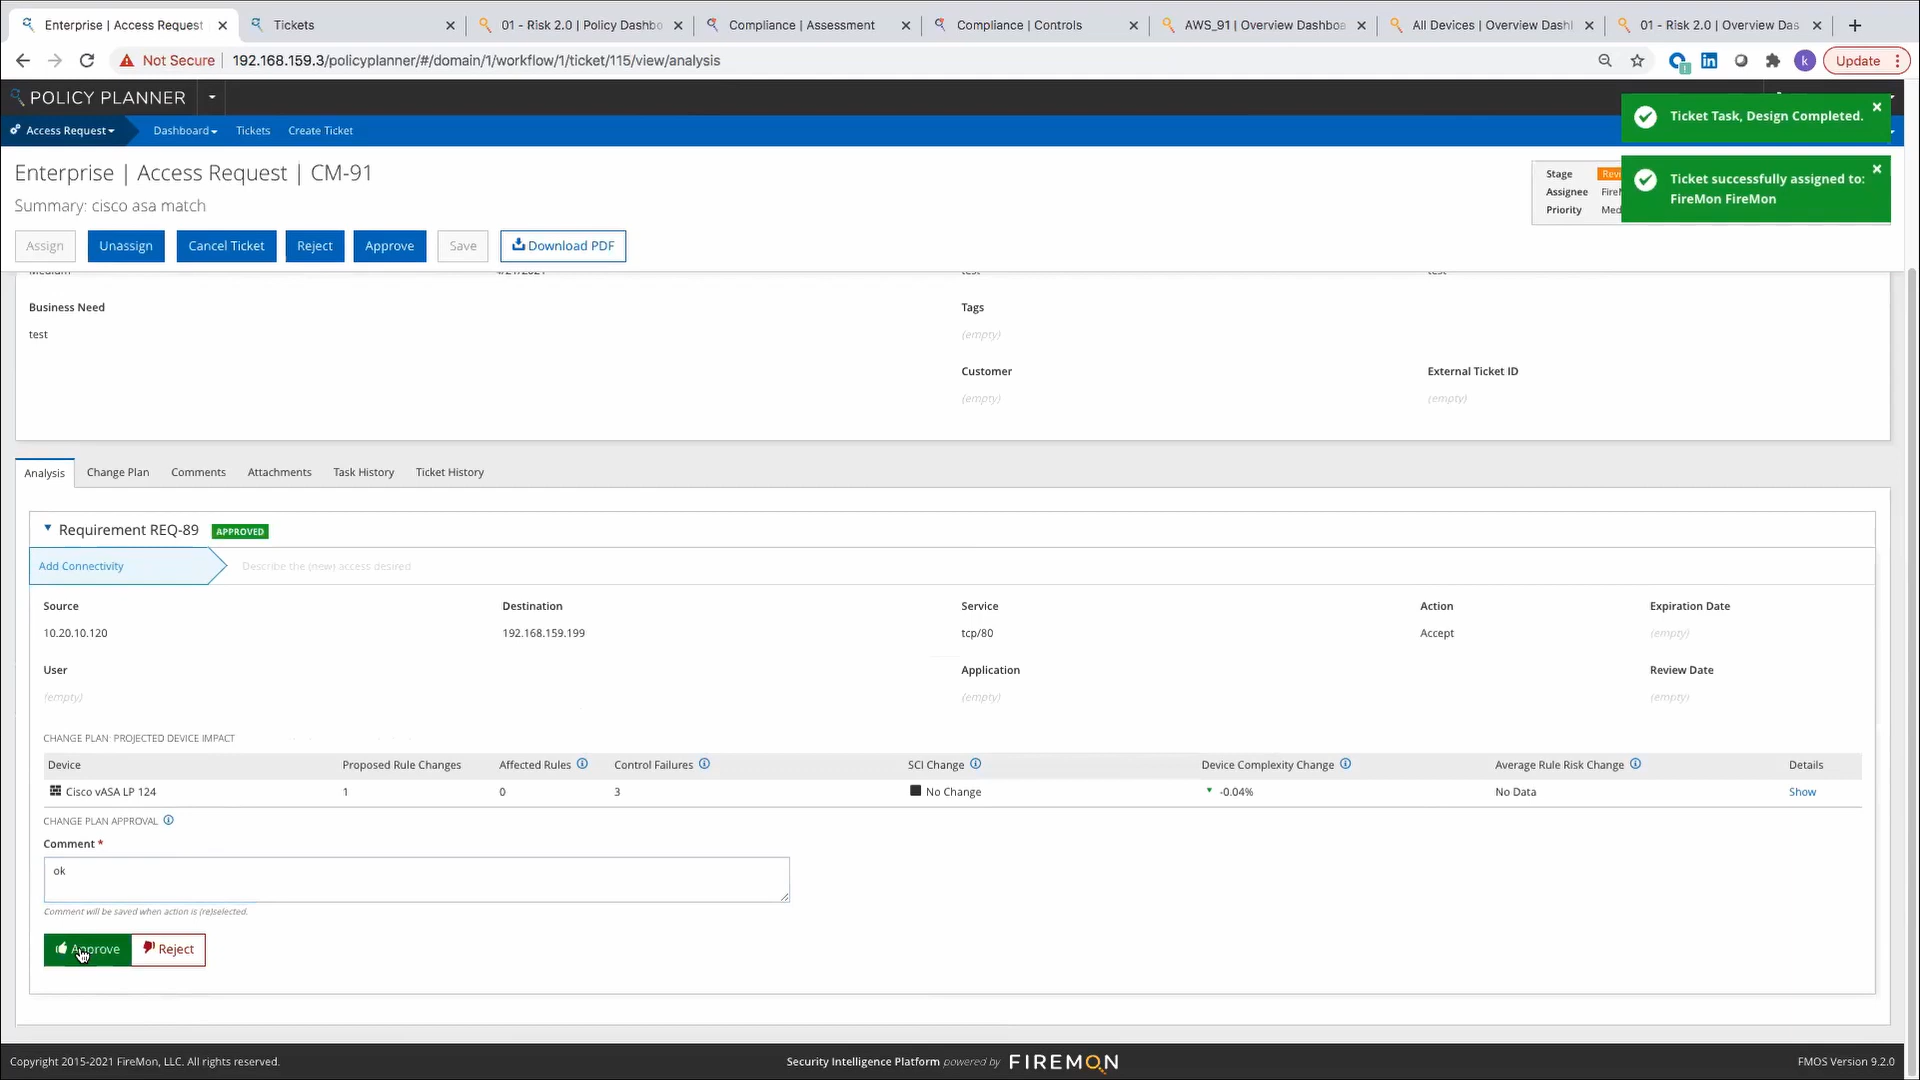 Enterprise | Access Request
Tickets
01 - Risk 2.0 | Policy Dashbo
Compliance | Assessment
Compliance | Controls
AWS_91 | Overview Dashboa
All Devices | Overview Dash
01 - Risk 2.0 | Overview Das
Not Secure
192.168.159.3/policyplanner/#/domain/1/workflow/1/ticket/115/view/analysis
k
Update
POLICY PLANNER
Access Request
Dashboard
Tickets
Create Ticket
Ticket Task, Design Completed.
Ticket successfully assigned to:
FireMon FireMon
Enterprise | Access Request | CM-91
Summary: cisco asa match
Stage
Assignee
Priority
Assign
Unassign
Cancel Ticket
Reject
Approve
Save
Download PDF
Medium
4/21/2021
test
test
Business Need
test
Tags
(empty)
Customer
(empty)
External Ticket ID
(empty)
Analysis
Change Plan
Comments
Attachments
Task History
Ticket History
Requirement REQ-89
APPROVED
Add Connectivity
Describe the (new) access desired
Source
Destination
Service
Action
Expiration Date
10.20.10.120
192.168.159.199
tcp/80
Accept
(empty)
User
Application
Review Date
(empty)
(empty)
(empty)
CHANGE PLAN: PROJECTED DEVICE IMPACT
Device
Proposed Rule Changes
Affected Rules
Control Failures
SCI Change
Device Complexity Change
Average Rule Risk Change
Details
Cisco vASA LP 124
1
0
3
No Change
-0.04%
No Data
Show
CHANGE PLAN APPROVAL
Comment *
ok
Comment will be saved when action is (re)selected.
Approve
Reject
Copyright 2015-2021 FireMon, LLC. All rights reserved.
Security Intelligence Platform powered by FIREMON
FMOS Version 9.2.0